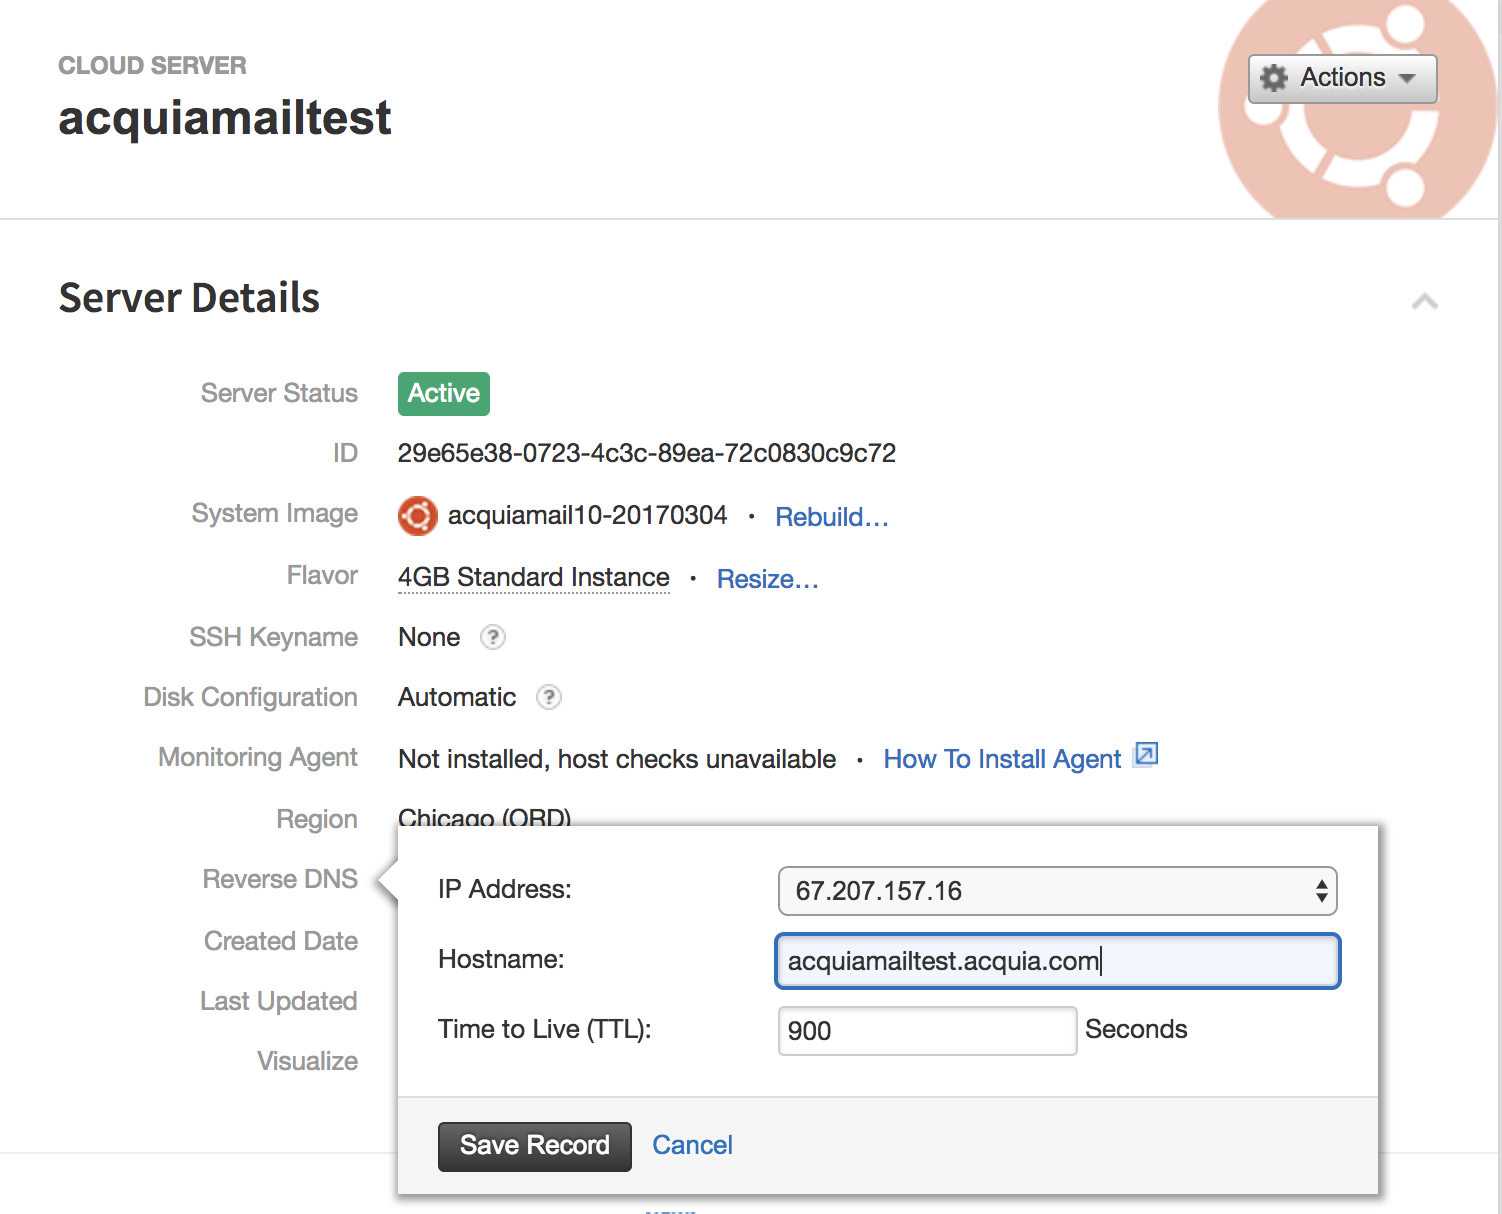 CLOUD SERVER
acquiamailtest
Actions
Server Details
Server Status Active
ID 29e65e38-0723-4c3c-89ea-72c0830c9c72
System Image acquiamail10-20170304 · Rebuild...
Flavor 4GB Standard Instance · Resize...
SSH Keyname None ?
Disk Configuration Automatic ?
Monitoring Agent Not installed, host checks unavailable · How To Install Agent
Region Chicago (ORD)
Reverse DNS
Created Date
Last Updated
Visualize
IP Address: 67.207.157.16
Hostname: acquiamailtest.acquia.com
Time to Live (TTL): 900 Seconds
Save Record Cancel